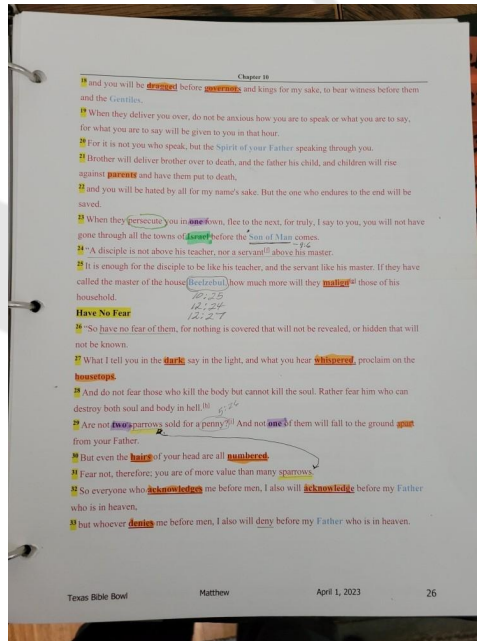 Chapter 10
18 and you will be dragged before governors and kings for my sake, to bear witness before them
and the Gentiles.
19 When they deliver you over, do not be anxious how you are to speak or what you are to say,
for what you are to say will be given to you in that hour.
20 For it is not you who speak, but the Spirit of your Father speaking through you.
21 Brother will deliver brother over to death, and the father his child, and children will rise
against parents and have them put to death,
22 and you will be hated by all for my name's sake. But the one who endures to the end will be
saved.
23 When they persecute you in one town, flee to the next, for truly, I say to you, you will not have
gone through all the towns of Israel before the Son of Man comes.
24 “A disciple is not above his teacher, nor a servant above his master.
25 It is enough for the disciple to be like his teacher, and the servant like his master. If they have
called the master of the house Beelzebul, how much more will they malign those of his
household.
10:25
12:24
12:27
Have No Fear
26 “So have no fear of them, for nothing is covered that will not be revealed, or hidden that will
not be known.
27 What I tell you in the dark, say in the light, and what you hear whispered, proclaim on the
housetops.
28 And do not fear those who kill the body but cannot kill the soul. Rather fear him who can
destroy both soul and body in hell.
29 Are not two sparrows sold for a penny? And not one of them will fall to the ground apart
from your Father.
30 But even the hairs of your head are all numbered.
31 Fear not, therefore; you are of more value than many sparrows.
32 So everyone who acknowledges me before men, I also will acknowledge before my Father
who is in heaven,
33 but whoever denies me before men, I also will deny before my Father who is in heaven.
Texas Bible Bowl Matthew April 1, 2023 26